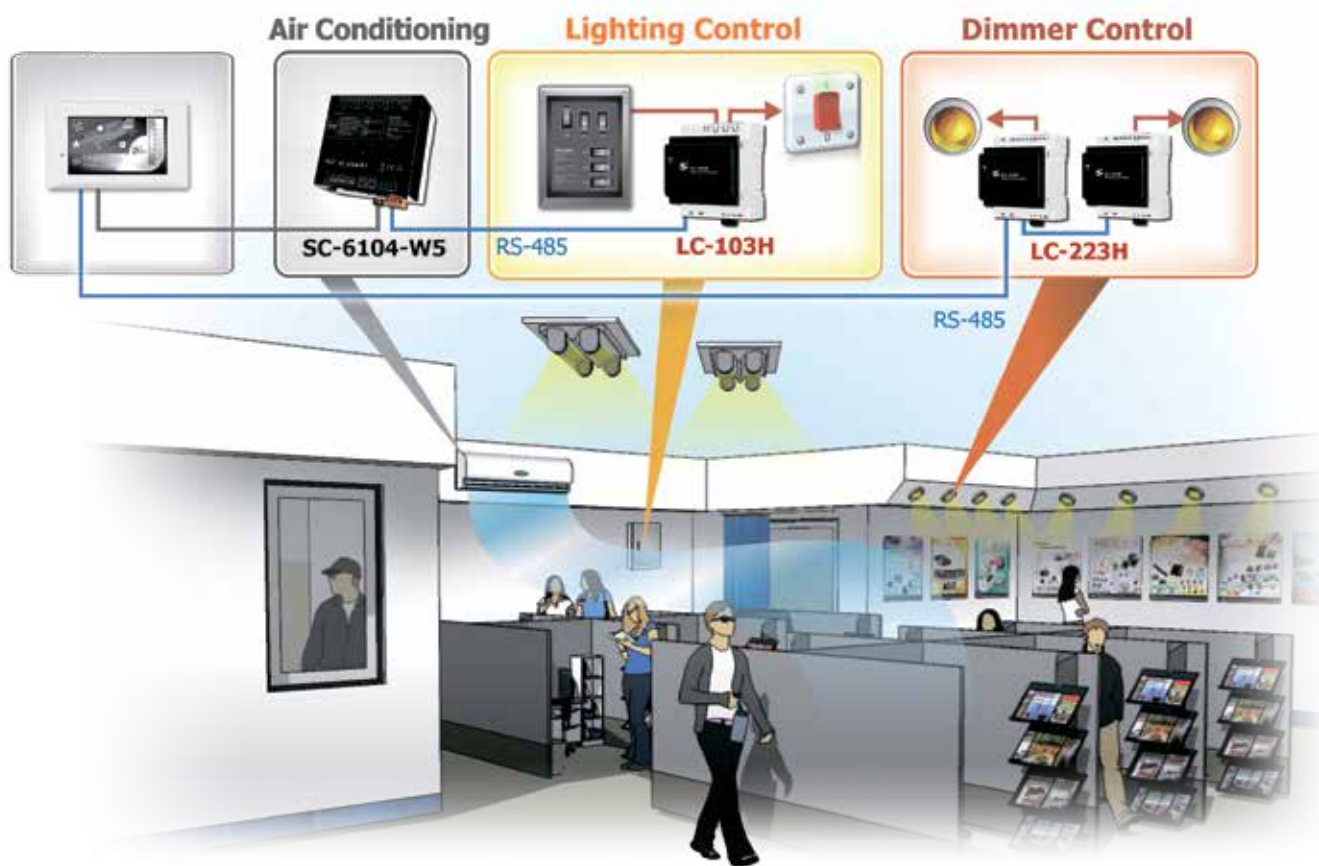 Air Conditioning
Lighting Control
Dimmer Control
SC-6104-W5
RS-485
LC-103H
LC-223H
RS-485